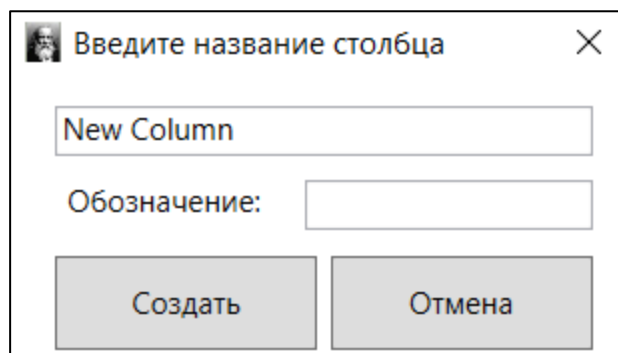 Введите название столбца
New Column
Обозначение:
Создать Отмена